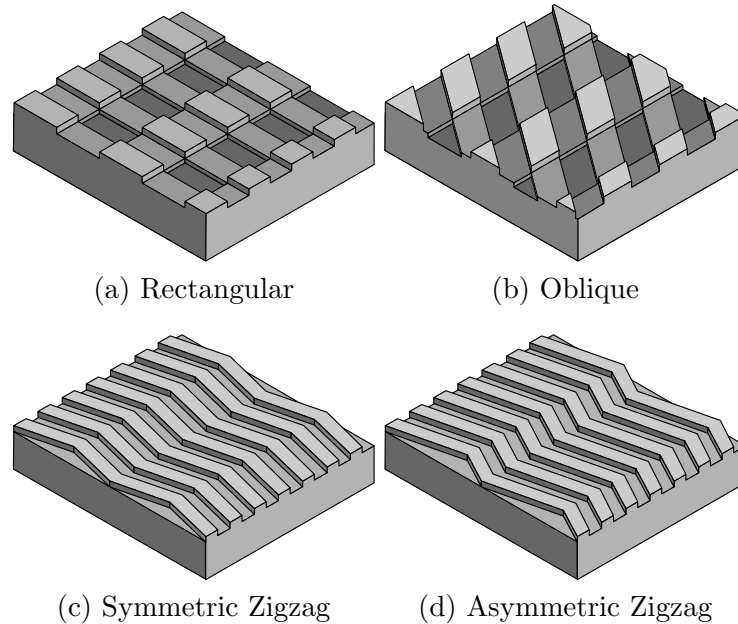 (a) Rectangular
(b) Oblique
(c) Symmetric Zigzag
(d) Asymmetric Zigzag